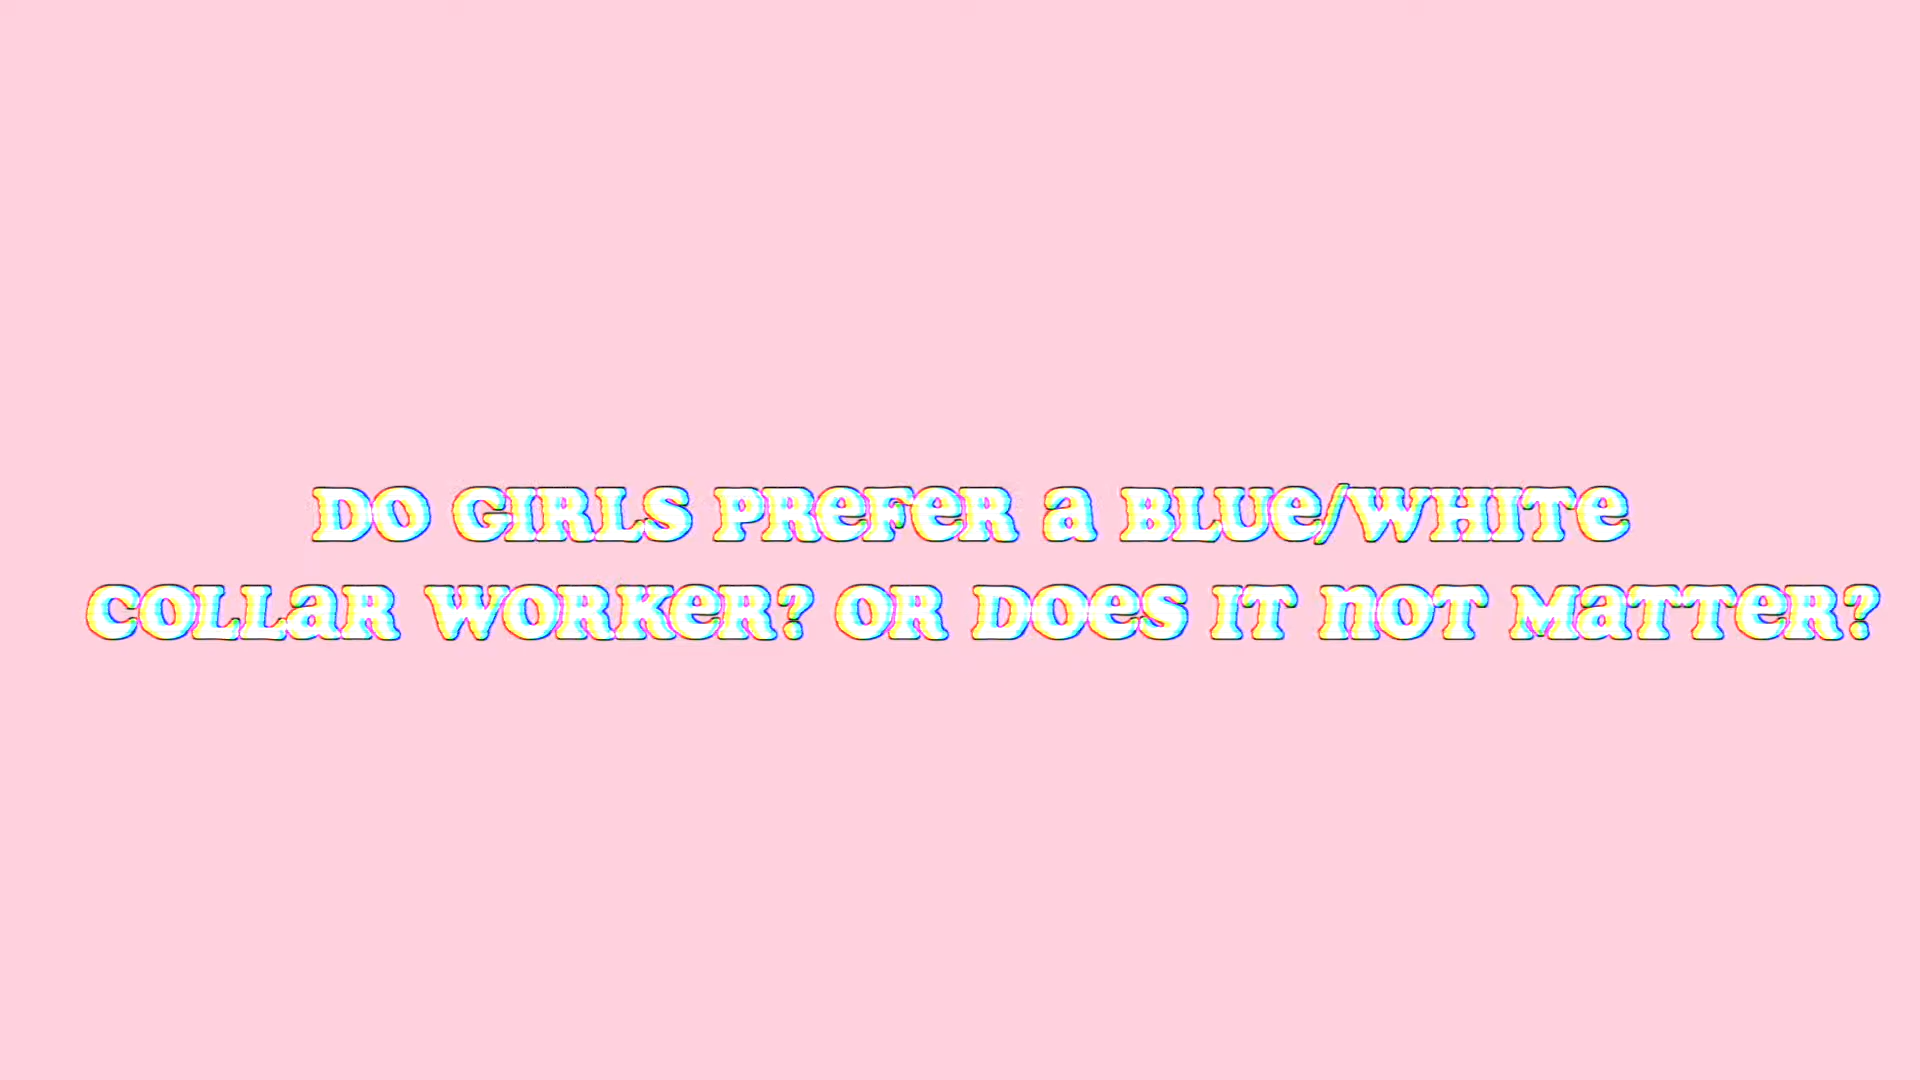 DO GIRLS PREFER A BLUE/WHITE
COLLAR WORKER? OR DOES IT NOT MATTER?